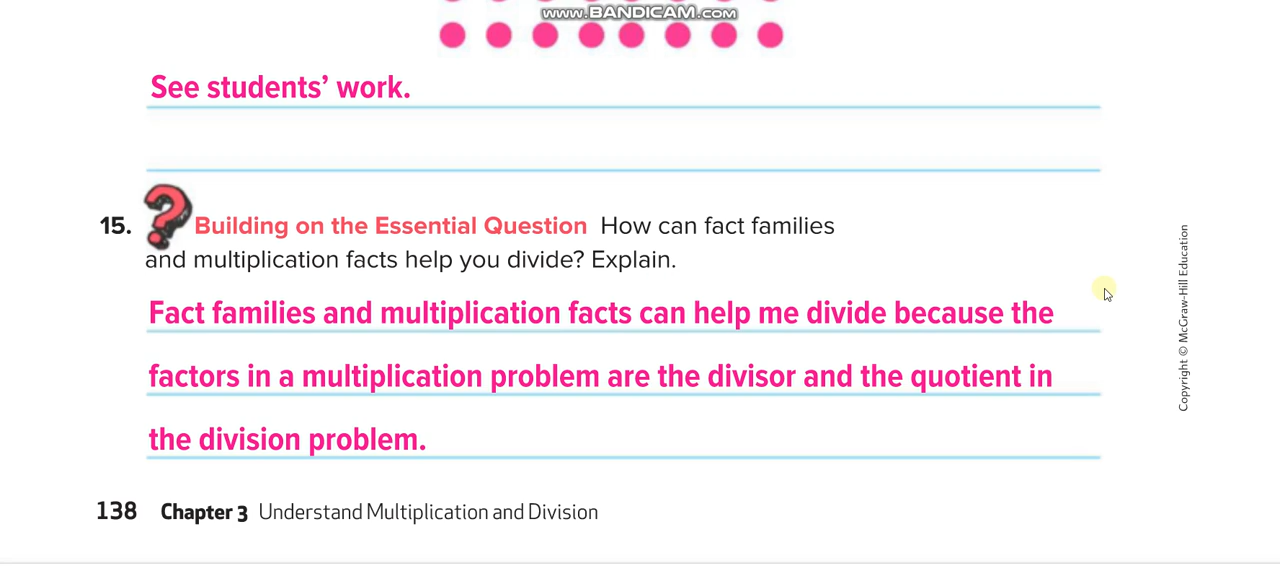 www.BANDICAM.com
See students’ work.
15. Building on the Essential Question How can fact families
and multiplication facts help you divide? Explain.
Fact families and multiplication facts can help me divide because the
factors in a multiplication problem are the divisor and the quotient in
the division problem.
138 Chapter 3 Understand Multiplication and Division
Copyright © McGraw-Hill Education